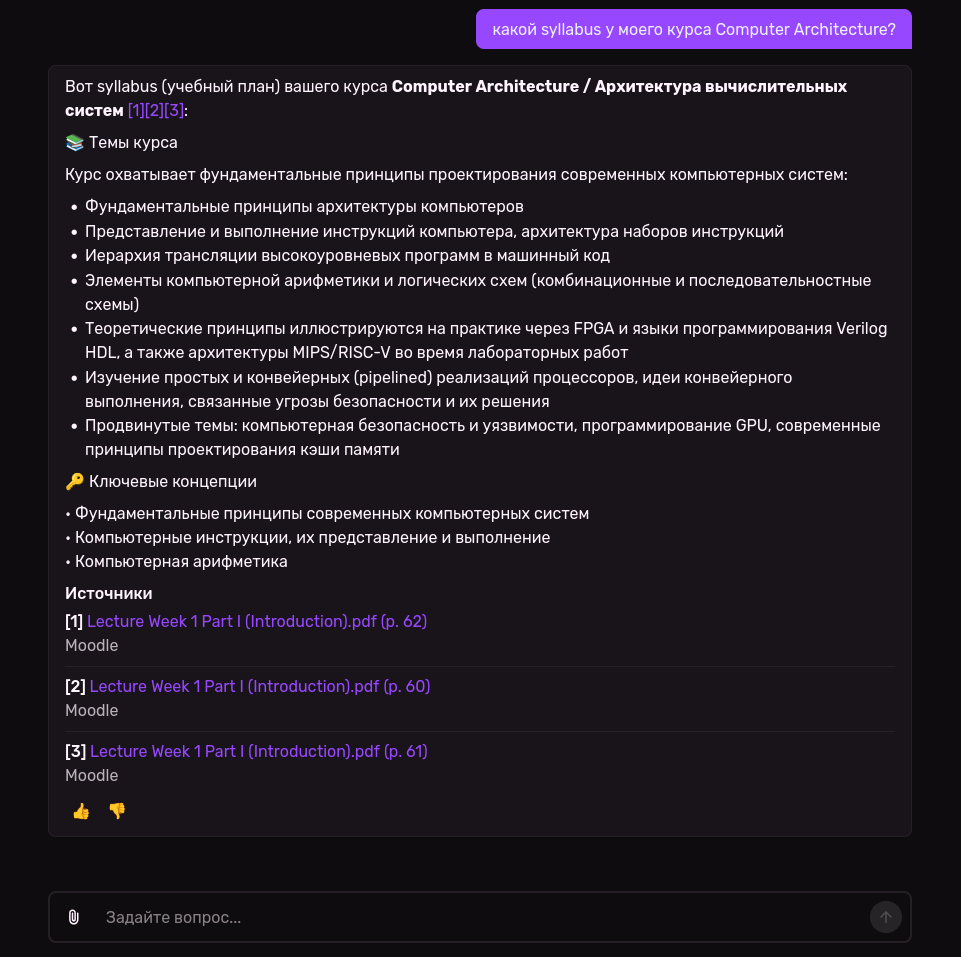 какой syllabus у моего курса Computer Architecture?
Вот syllabus (учебный план) вашего курса Computer Architecture / Архитектура вычислительных
систем [1][2][3]:
📚 Темы курса
Курс охватывает фундаментальные принципы проектирования современных компьютерных систем:
• Фундаментальные принципы архитектуры компьютеров
• Представление и выполнение инструкций компьютера, архитектура наборов инструкций
• Иерархия трансляции высокоуровневых программ в машинный код
• Элементы компьютерной арифметики и логических схем (комбинационные и последовательностные
схемы)
• Теоретические принципы иллюстрируются на практике через FPGA и языки программирования Verilog
HDL, а также архитектуры MIPS/RISC-V во время лабораторных работ
• Изучение простых и конвейерных (pipelined) реализаций процессоров, идеи конвейерного
выполнения, связанные угрозы безопасности и их решения
• Продвинутые темы: компьютерная безопасность и уязвимости, программирование GPU, современные
принципы проектирования кэши памяти
🔑 Ключевые концепции
• Фундаментальные принципы современных компьютерных систем
• Компьютерные инструкции, их представление и выполнение
• Компьютерная арифметика
Источники
[1] Lecture Week 1 Part I (Introduction).pdf (p. 62)
Moodle
[2] Lecture Week 1 Part I (Introduction).pdf (p. 60)
Moodle
[3] Lecture Week 1 Part I (Introduction).pdf (p. 61)
Moodle
👍 👎
Задайте вопрос...